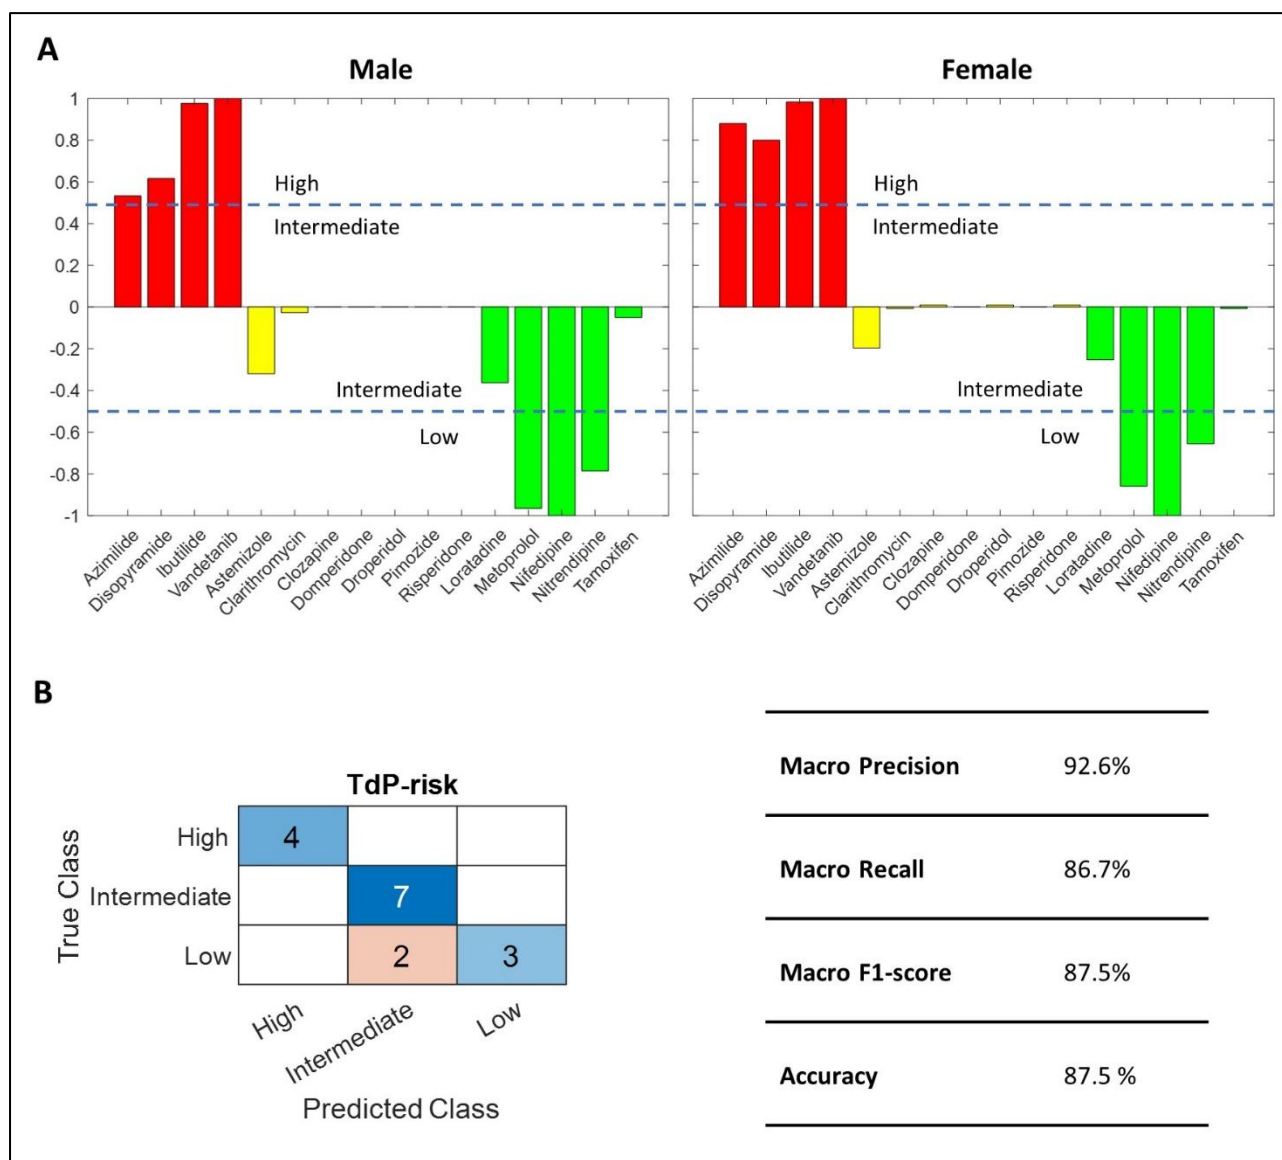 A
Male
Female
1
0.8
0.6
0.4
0.2
0
-0.2
-0.4
-0.6
-0.8
-1
High
Intermediate
Intermediate
Low
High
Intermediate
Intermediate
Low
Azimilide
Disopyramide
Ibutilide
Vandetanib
Astemizole
Clarithromycin
Clozapine
Domperidone
Droperidol
Pimozide
Risperidone
Loratadine
Metoprolol
Nifedipine
Nitrendipine
Tamoxifen
Azimilide
Disopyramide
Ibutilide
Vandetanib
Astemizole
Clarithromycin
Clozapine
Domperidone
Droperidol
Pimozide
Risperidone
Loratadine
Metoprolol
Nifedipine
Nitrendipine
Tamoxifen
B
TdP-risk
True Class
High
4
Intermediate
7
Low
2 3
High
Intermediate
Low
Predicted Class
Macro Precision 92.6%
Macro Recall 86.7%
Macro F1-score 87.5%
Accuracy 87.5 %